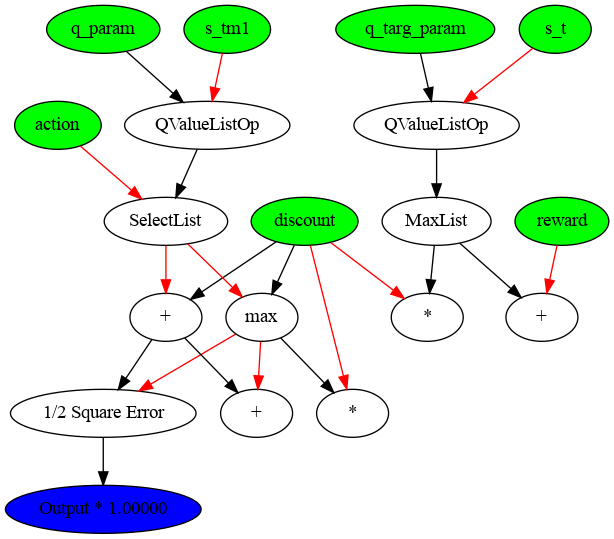 q_param
s_tm1
q_targ_param
s_t
action
QValueListOp
QValueListOp
SelectList
discount
MaxList
reward
+
max
*
+
1/2 Square Error
+
*
Output * 1.00000